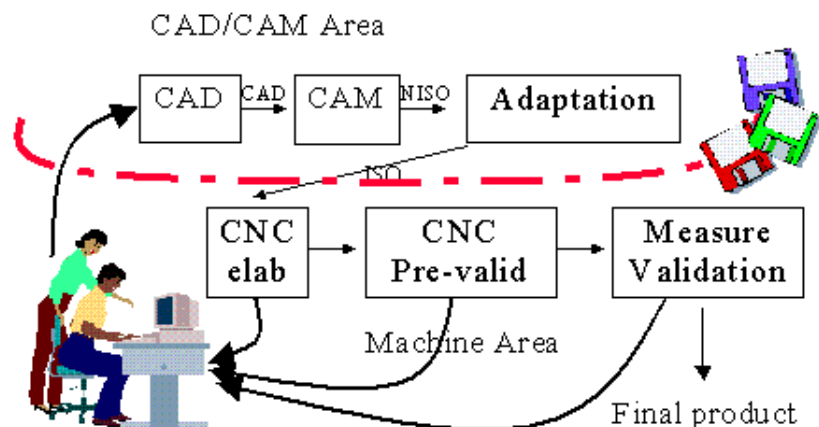 CAD/CAM Area
CAD
CAD
CAM
NISO
Adaptation
ISO
CNC
elab
CNC
Pre-valid
Measure
Validation
Machine Area
Final product